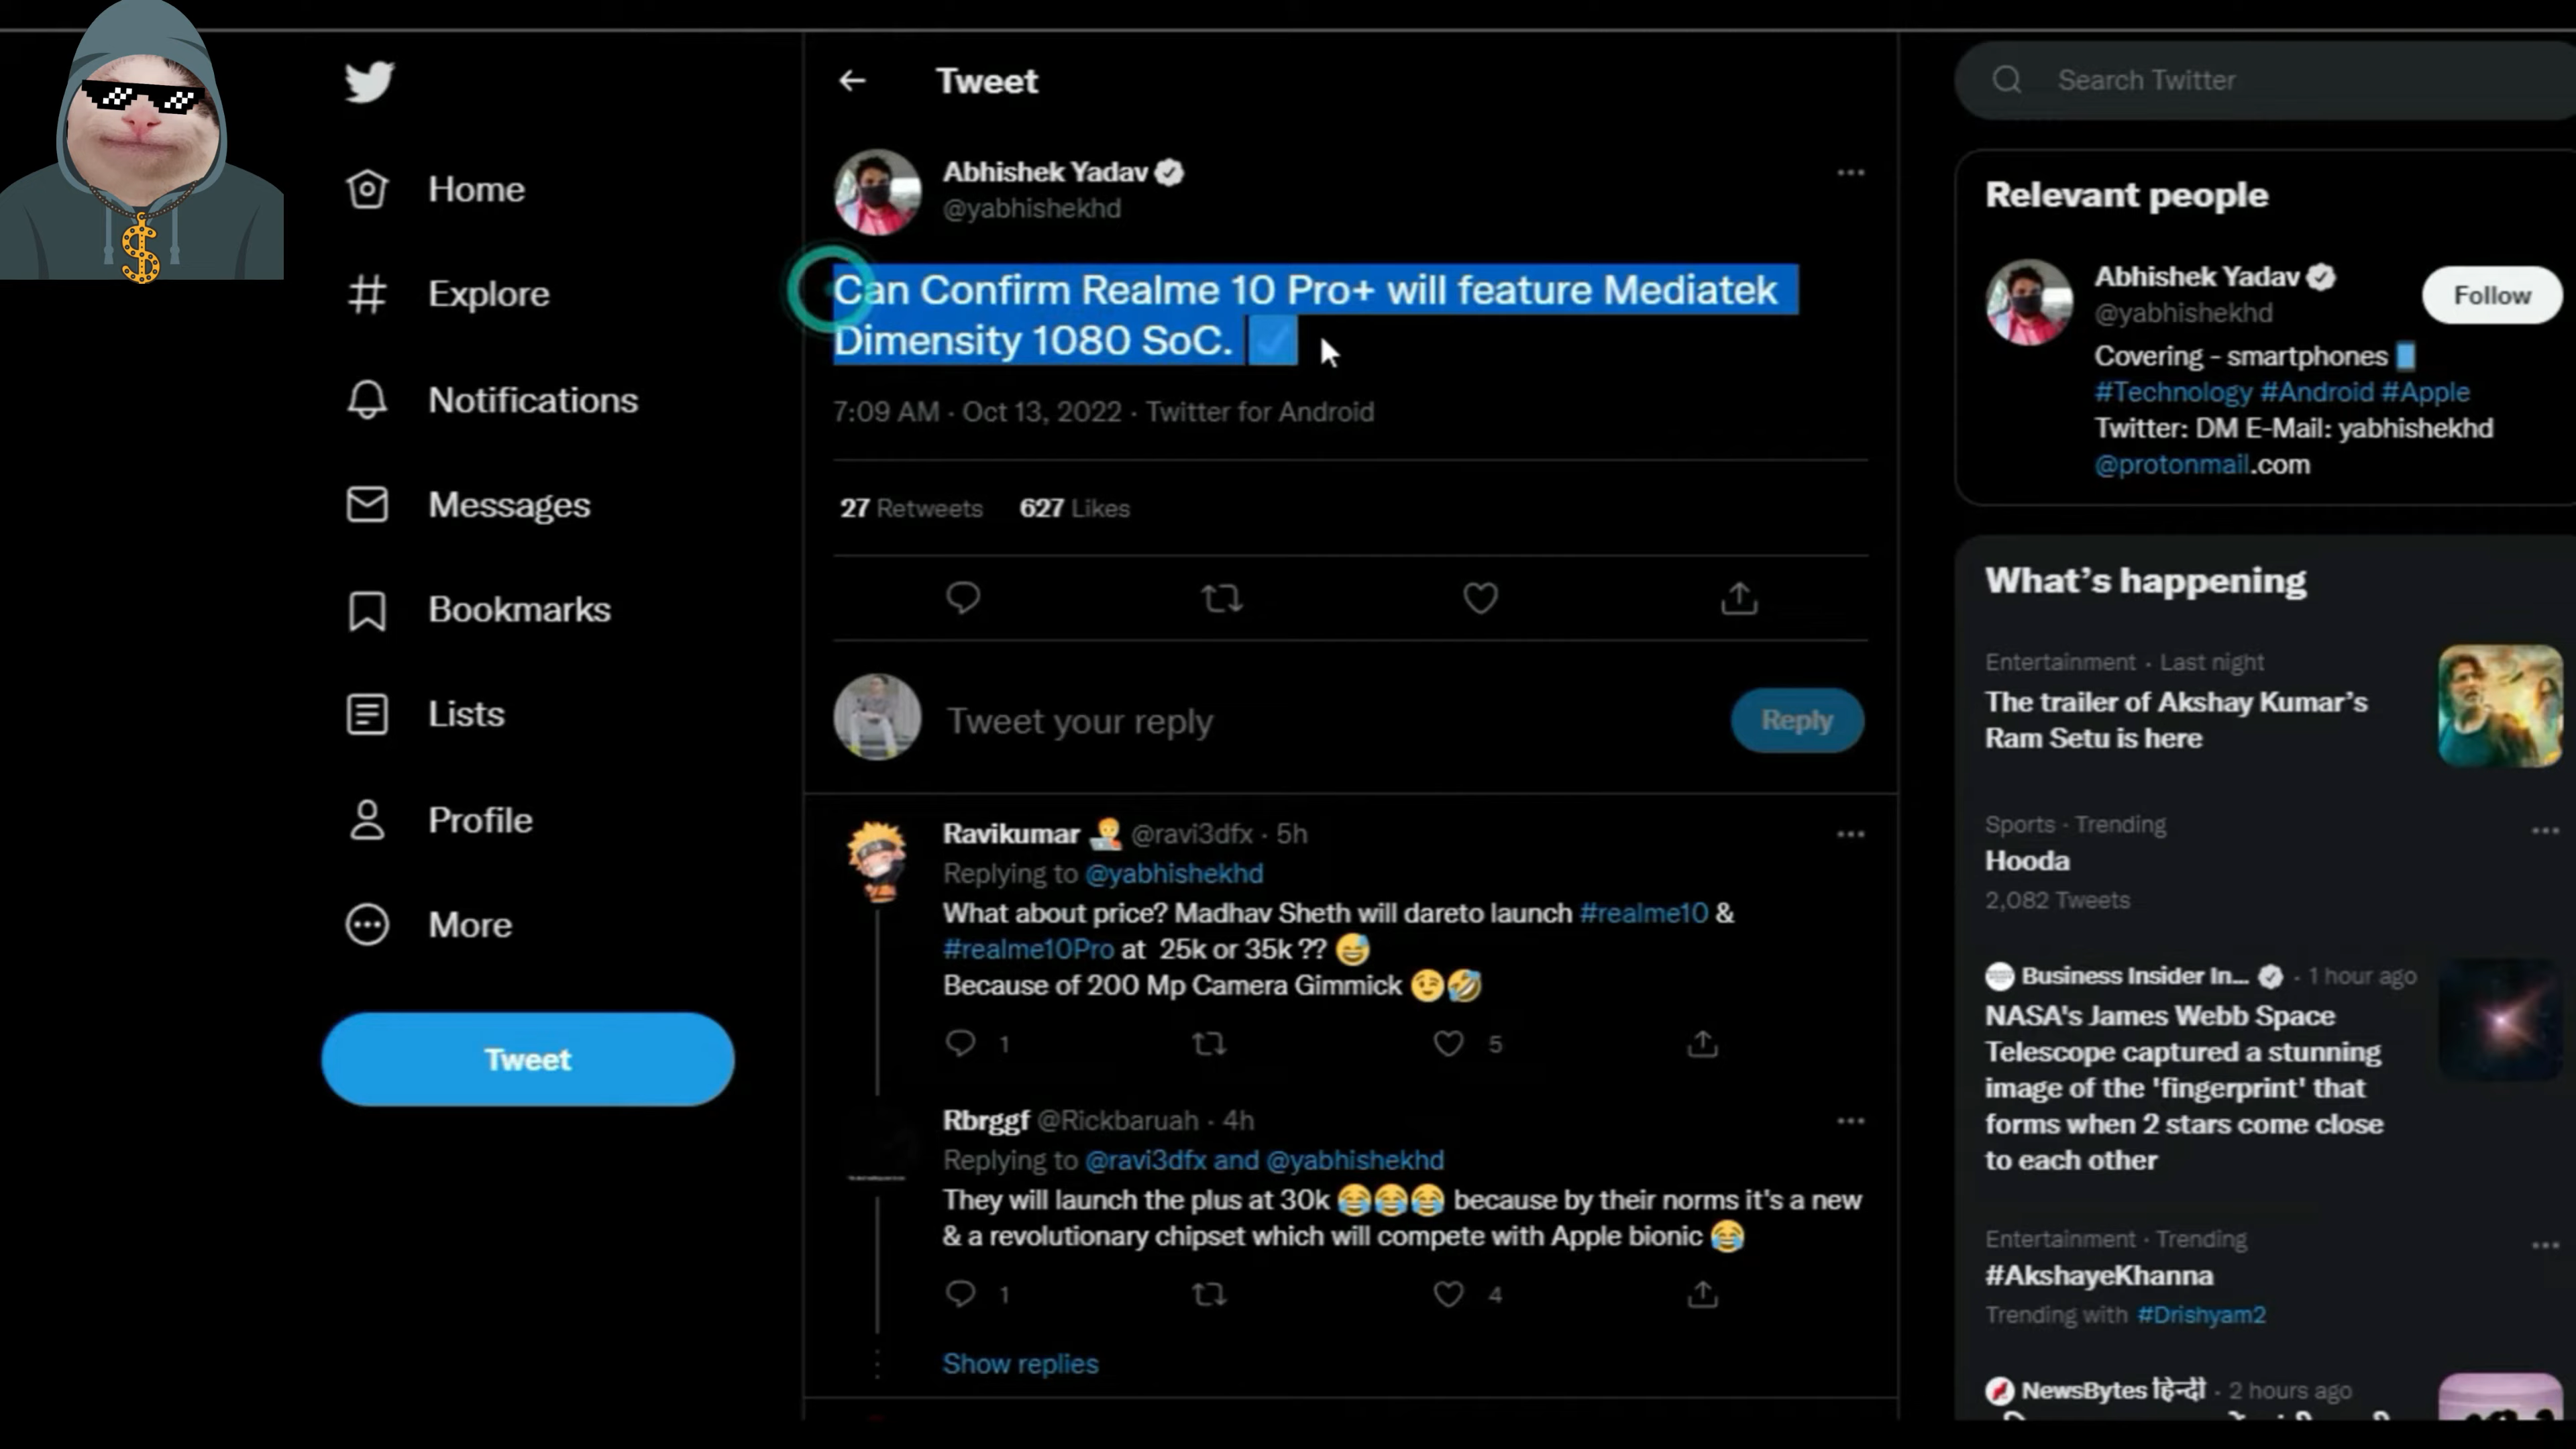 Home
Explore
Notifications
Messages
Bookmarks
Lists
Profile
More
Tweet
Tweet
Abhishek Yadav
@yabhishekhd
Can Confirm Realme 10 Pro+ will feature Mediatek
Dimensity 1080 SoC. ☑️
7:09 AM · Oct 13, 2022 · Twitter for Android
27 Retweets 627 Likes
Tweet your reply
Reply
Ravikumar 🧑‍💻 @ravi3dfx · 5h
Replying to @yabhishekhd
What about price? Madhav Sheth will dareto launch #realme10 &
#realme10Pro at 25k or 35k ?? 😅
Because of 200 Mp Camera Gimmick 😉🤣
1 5
Rbrggf @Rickbaruah · 4h
Replying to @ravi3dfx and @yabhishekhd
They will launch the plus at 30k 😂😂😂 because by their norms it's a new
& a revolutionary chipset which will compete with Apple bionic 😂
1 4
Show replies
Search Twitter
Relevant people
Abhishek Yadav
@yabhishekhd
Follow
Covering - smartphones
#Technology #Android #Apple
Twitter: DM E-Mail: yabhishekhd
@protonmail.com
What's happening
Entertainment · Last night
The trailer of Akshay Kumar's
Ram Setu is here
Sports · Trending
Hooda
2,082 Tweets
Business Insider In... · 1 hour ago
NASA's James Webb Space
Telescope captured a stunning
image of the 'fingerprint' that
forms when 2 stars come close
to each other
Entertainment · Trending
#AkshayeKhanna
Trending with #Drishyam2
NewsBytes हिन्दी · 2 hours ago